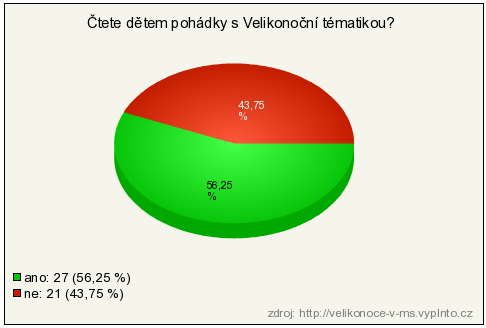 Čtete dětem pohádky s Velikonoční tématikou?
43,75
%
56,25
%
ano: 27 (56,25 %)
ne: 21 (43,75 %)
zdroj: http://velikonoce-v-ms.vyplnto.cz